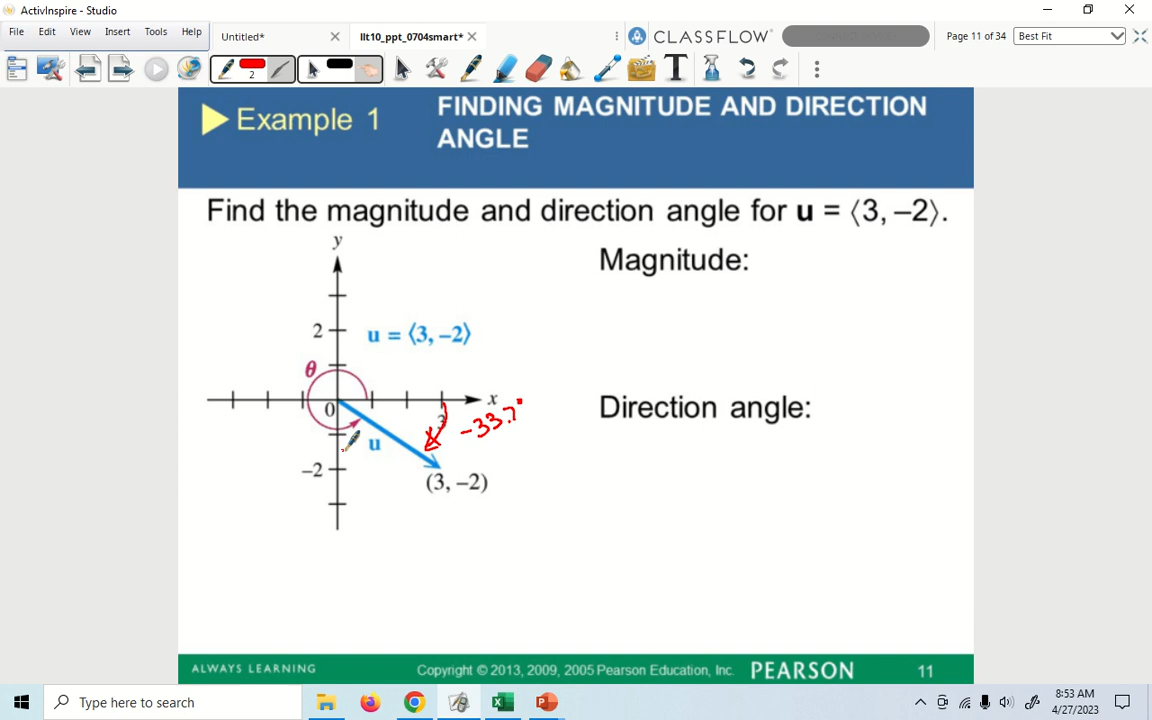 ActivInspire - Studio
File Edit View Insert Tools Help
Untitled*
llt10_ppt_0704smart*
CLASSFLOW
Page 11 of 34
Best Fit
2
T
Example 1
FINDING MAGNITUDE AND DIRECTION
ANGLE
Find the magnitude and direction angle for u = ⟨3, –2⟩.
y
Magnitude:
2
u = ⟨3, –2⟩
θ
0
3
x
-33.7°
Direction angle:
u
–2
(3, –2)
ALWAYS LEARNING
Copyright © 2013, 2009, 2005 Pearson Education, Inc.
PEARSON
11
Type here to search
8:53 AM
4/27/2023